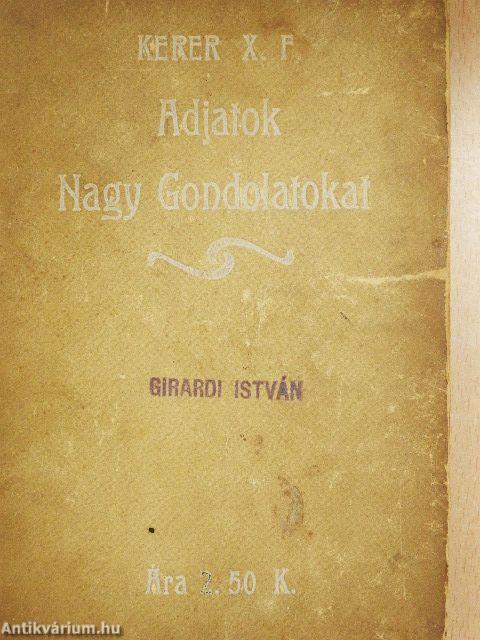 KERER X. F.
Adjatok
Nagy Gondolatokat
GIRARDI ISTVÁN
Ára 2.50 K.
Antikvárium.hu